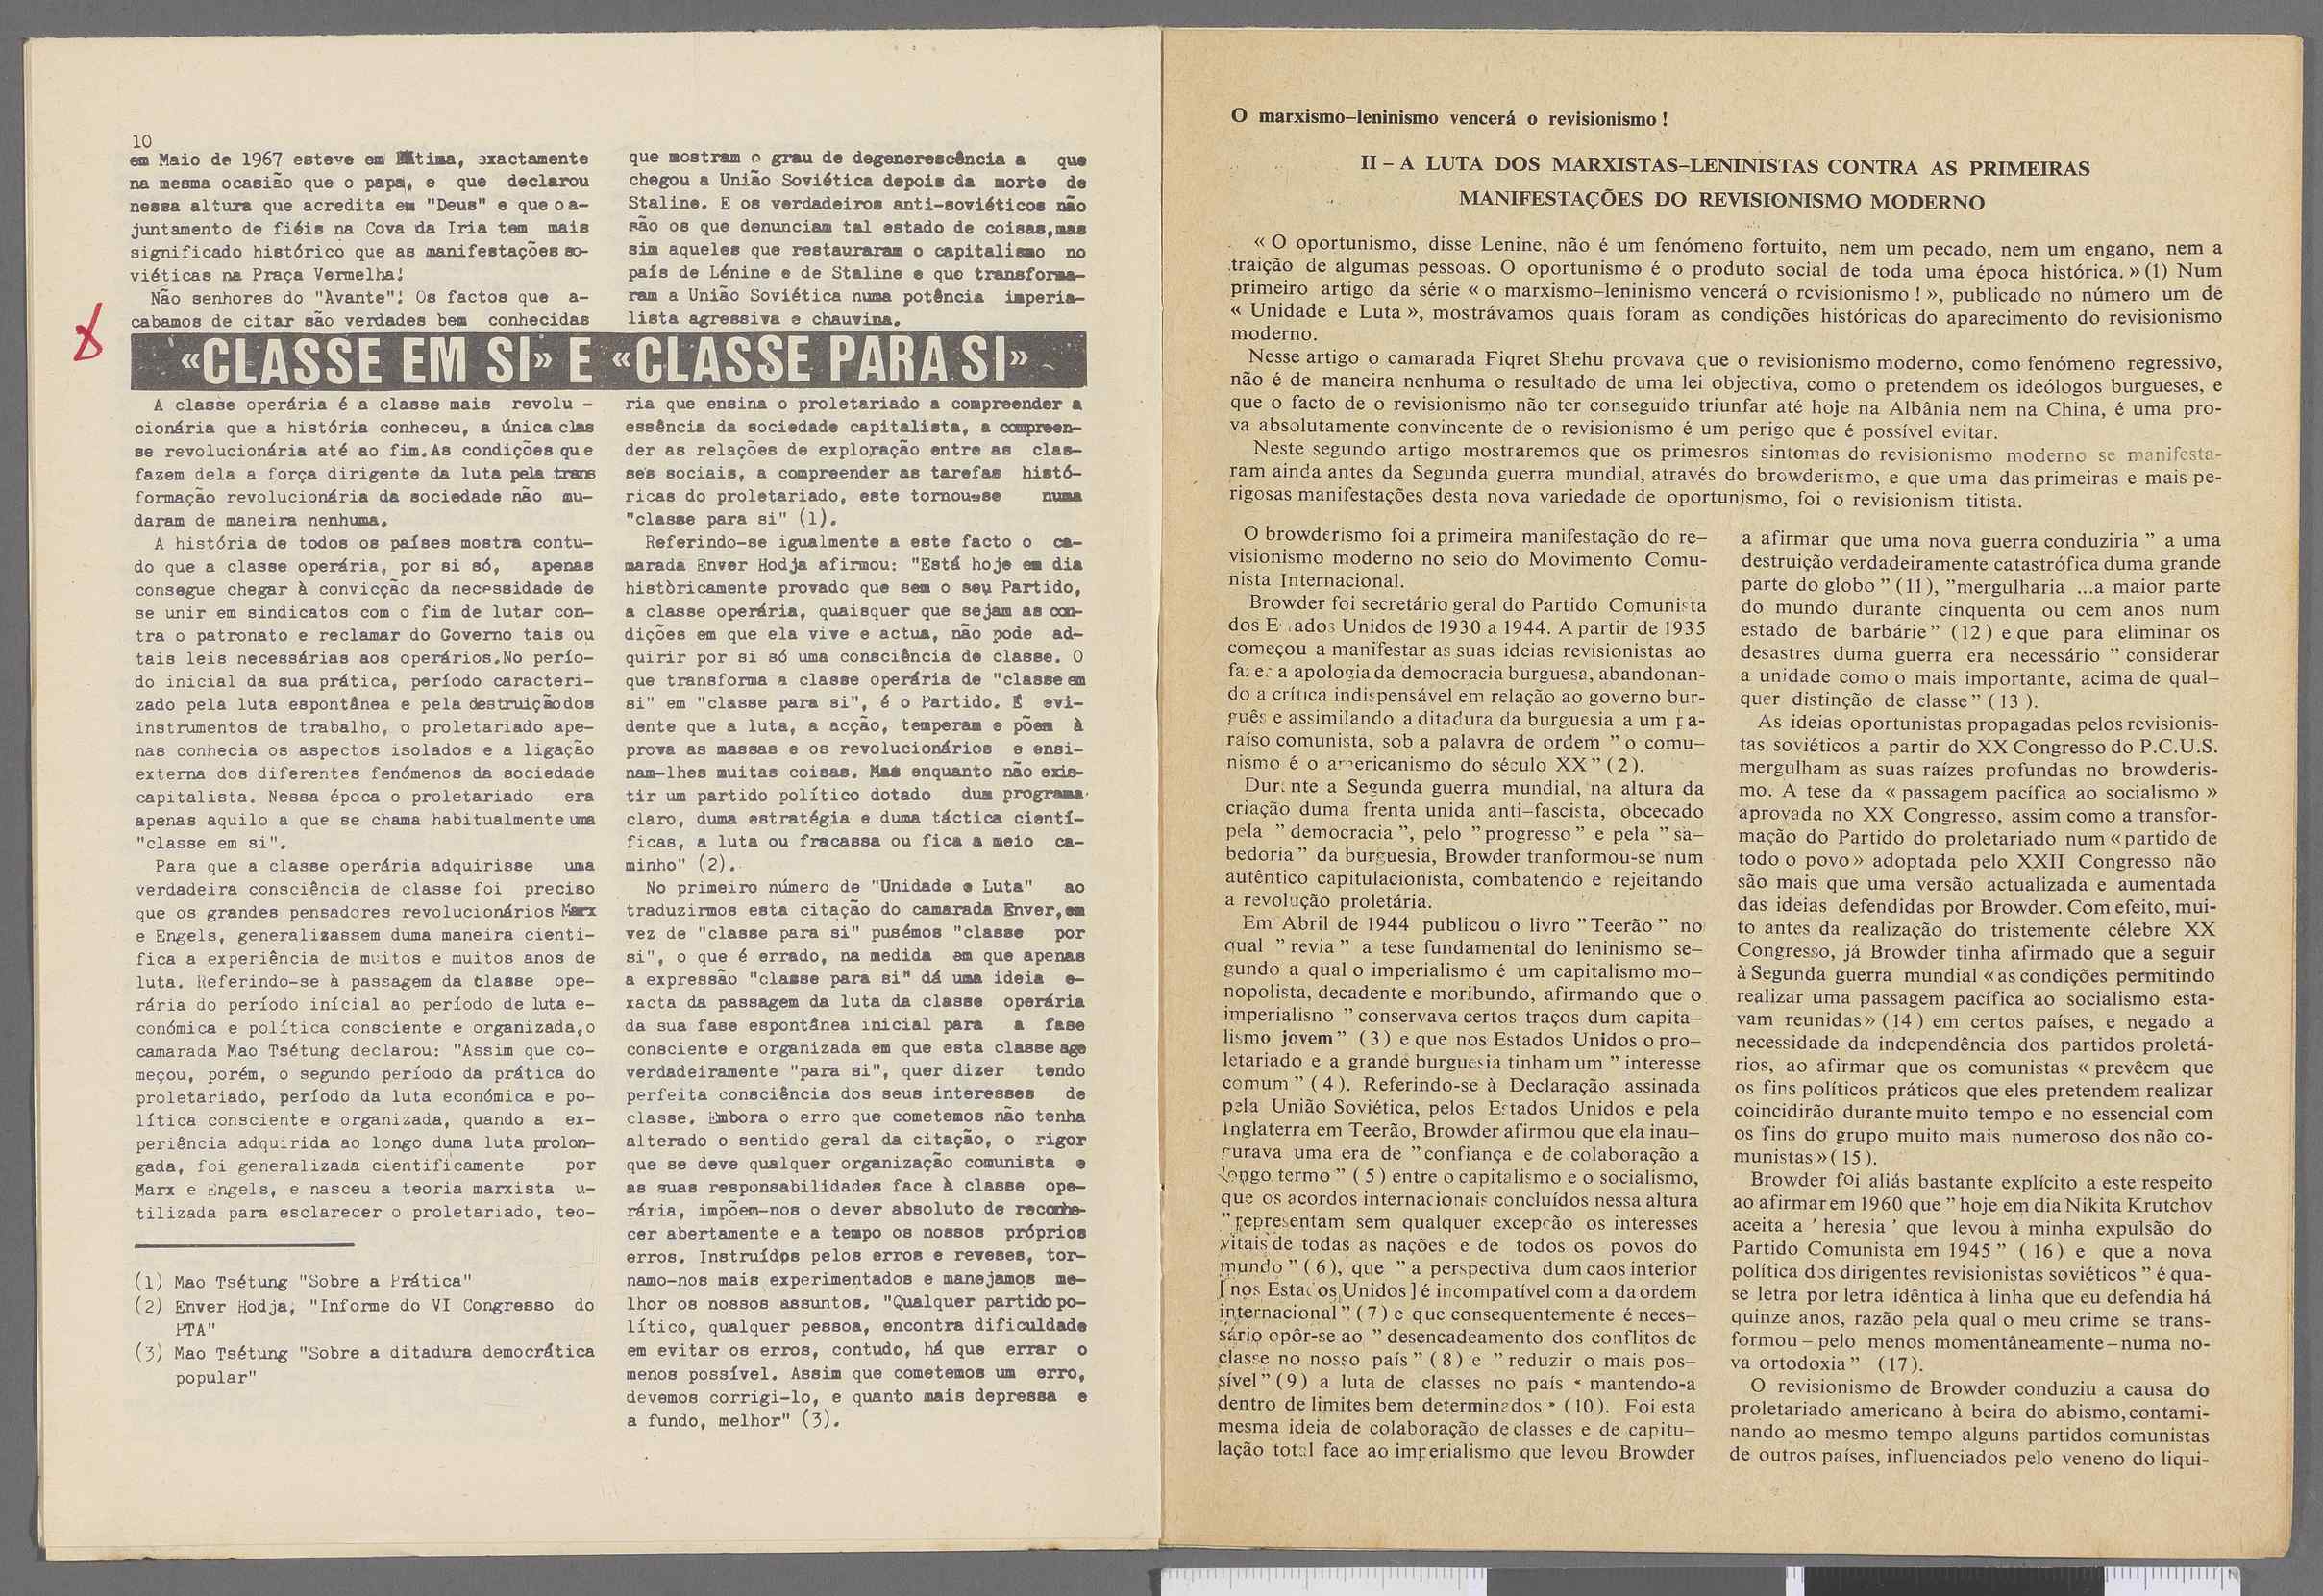 10
em Maio de 1967 esteve em Fátima, exactamente
na mesma ocasião que o papa, e que declarou
nessa altura que acredita em "Deus" e que o a-
juntamento de fiéis na Cova da Iria tem mais
significado histórico que as manifestações so-
viéticas na Praça Vermelha!
Não senhores do "Avante"! Os factos que a-
cabamos de citar são verdades bem conhecidas
que mostram o grau de degenerescência a que
chegou a União Soviética depois da morte de
Staline. E os verdadeiros anti-soviéticos não
são os que denunciam tal estado de coisas,mas
sim aqueles que restauraram o capitalismo no
país de Lénine e de Staline e que transforma-
ram a União Soviética numa potência imperia-
lista agressiva e chauvina.
«CLASSE EM SI» E «CLASSE PARA SI»
A classe operária é a classe mais revolu -
cionária que a história conheceu, a única clas
se revolucionária até ao fim.As condições que
fazem dela a força dirigente da luta pela trans
formação revolucionária da sociedade não mu-
daram de maneira nenhuma.
A história de todos os países mostra contu-
do que a classe operária, por si só, apenas
consegue chegar à convicção da necessidade de
se unir em sindicatos com o fim de lutar con-
tra o patronato e reclamar do Governo tais ou
tais leis necessárias aos operários.No perío-
do inicial da sua prática, período caracteri-
zado pela luta espontânea e pela destruição dos
instrumentos de trabalho, o proletariado ape-
nas conhecia os aspectos isolados e a ligação
externa dos diferentes fenómenos da sociedade
capitalista. Nessa época o proletariado era
apenas aquilo a que se chama habitualmente uma
"classe em si".
Para que a classe operária adquirisse uma
verdadeira consciência de classe foi preciso
que os grandes pensadores revolucionários Marx
e Engels, generalizassem duma maneira cienti-
fica a experiência de muitos e muitos anos de
luta. Referindo-se à passagem da classe ope-
rária do período inícial ao período de luta e-
conómica e política consciente e organizada,o
camarada Mao Tsétung declarou: "Assim que co-
meçou, porém, o segundo período da prática do
proletariado, período da luta económica e po-
lítica consciente e organizada, quando a ex-
periência adquirida ao longo duma luta prolon-
gada, foi generalizada cientificamente por
Marx e Engels, e nasceu a teoria marxista u-
tilizada para esclarecer o proletariado, teo-
(1) Mao Tsétung "Sobre a Prática"
(2) Enver Hodja, "Informe do VI Congresso do
PTA"
(3) Mao Tsétung "Sobre a ditadura democrática
popular"
ria que ensina o proletariado a compreender a
essência da sociedade capitalista, a compreen-
der as relações de exploração entre as clas-
ses sociais, a compreender as tarefas histó-
ricas do proletariado, este tornou-se numa
"classe para si" (1).
Referindo-se igualmente a este facto o ca-
marada Enver Hodja afirmou: "Está hoje em dia
històricamente provado que sem o seu Partido,
a classe operária, quaisquer que sejam as con-
dições em que ela vive e actua, não pode ad-
quirir por si só uma consciência de classe. O
que transforma a classe operária de "classe em
si" em "classe para si", é o Partido. É evi-
dente que a luta, a acção, temperam e põem à
prova as massas e os revolucionários e ensi-
nam-lhes muitas coisas. Mas enquanto não exis-
tir um partido político dotado dum programa
claro, duma estratégia e duma táctica cientí-
ficas, a luta ou fracassa ou fica a meio ca-
minho" (2).
No primeiro número de "Unidade e Luta" ao
traduzirmos esta citação do camarada Enver,em
vez de "classe para si" pusémos "classe por
si", o que é errado, na medida em que apenas
a expressão "classe para si" dá uma ideia e-
xacta da passagem da luta da classe operária
da sua fase espontânea inicial para a fase
consciente e organizada em que esta classe age
verdadeiramente "para si", quer dizer tendo
perfeita consciência dos seus interesses de
classe. Embora o erro que cometemos não tenha
alterado o sentido geral da citação, o rigor
que se deve qualquer organização comunista e
as suas responsabilidades face à classe ope-
rária, impõem-nos o dever absoluto de reconhe-
cer abertamente e a tempo os nossos próprios
erros. Instruídos pelos erros e reveses, tor-
namo-nos mais experimentados e manejamos me-
lhor os nossos assuntos. "Qualquer partido po-
lítico, qualquer pessoa, encontra dificuldade
em evitar os erros, contudo, há que errar o
menos possível. Assim que cometemos um erro,
devemos corrigi-lo, e quanto mais depressa e
a fundo, melhor" (3).
O marxismo–leninismo vencerá o revisionismo !
II – A LUTA DOS MARXISTAS–LENINISTAS CONTRA AS PRIMEIRAS
MANIFESTAÇÕES DO REVISIONISMO MODERNO
« O oportunismo, disse Lenine, não é um fenómeno fortuito, nem um pecado, nem um engano, nem a
traição de algumas pessoas. O oportunismo é o produto social de toda uma época histórica. » (1) Num
primeiro artigo da série « o marxismo–leninismo vencerá o revisionismo ! », publicado no número um de
« Unidade e Luta », mostrávamos quais foram as condições históricas do aparecimento do revisionismo
moderno.
Nesse artigo o camarada Fiqret Shehu provava que o revisionismo moderno, como fenómeno regressivo,
não é de maneira nenhuma o resultado de uma lei objectiva, como o pretendem os ideólogos burgueses, e
que o facto de o revisionismo não ter conseguido triunfar até hoje na Albânia nem na China, é uma pro-
va absolutamente convincente de o revisionismo é um perigo que é possível evitar.
Neste segundo artigo mostraremos que os primesros sintomas do revisionismo moderno se manifesta-
ram ainda antes da Segunda guerra mundial, através do browderismo, e que uma das primeiras e mais pe-
rigosas manifestações desta nova variedade de oportunismo, foi o revisionism titista.
O browderismo foi a primeira manifestação do re–
visionismo moderno no seio do Movimento Comu-
nista Internacional.
Browder foi secretário geral do Partido Comunista
dos Estados Unidos de 1930 a 1944. A partir de 1935
começou a manifestar as suas ideias revisionistas ao
fazer a apologia da democracia burguesa, abandonan-
do a crítica indispensável em relação ao governo bur-
guês e assimilando a ditadura da burguesia a um pa-
raíso comunista, sob a palavra de ordem " o comu–
nismo é o americanismo do século XX " (2).
Durante a Segunda guerra mundial, na altura da
criação duma frenta unida anti–fascista, obcecado
pela " democracia ", pelo " progresso " e pela " sa–
bedoria " da burguesia, Browder tranformou-se num
autêntico capitulacionista, combatendo e rejeitando
a revolução proletária.
Em Abril de 1944 publicou o livro " Teerão " no
qual " revia " a tese fundamental do leninismo se–
gundo a qual o imperialismo é um capitalismo mo–
nopolista, decadente e moribundo, afirmando que o
imperialisno " conservava certos traços dum capita–
lismo jovem " (3) e que nos Estados Unidos o pro–
letariado e a grande burguesia tinham um " interesse
comum " ( 4 ). Referindo-se à Declaração assinada
pela União Soviética, pelos Estados Unidos e pela
Inglaterra em Teerão, Browder afirmou que ela inau–
gurava uma era de " confiança e de colaboração a
longo termo " ( 5 ) entre o capitalismo e o socialismo,
que os acordos internacionais concluídos nessa altura
" representam sem qualquer excepção os interesses
vitais de todas as nações e de todos os povos do
mundo " ( 6 ), que " a perspectiva dum caos interior
[ nos Estados Unidos ] é incompatível com a da ordem
internacional " ( 7 ) e que consequentemente é neces–
sário opôr-se ao " desencadeamento dos conflitos de
classe no nosso país " ( 8 ) e " reduzir o mais pos–
sível " ( 9 ) a luta de classes no país " mantendo-a
dentro de limites bem determinados " (10). Foi esta
mesma ideia de colaboração de classes e de capitu–
lação total face ao imperialismo que levou Browder
a afirmar que uma nova guerra conduziria " a uma
destruição verdadeiramente catastrófica duma grande
parte do globo " (11), "mergulharia ...a maior parte
do mundo durante cinquenta ou cem anos num
estado de barbárie" (12 ) e que para eliminar os
desastres duma guerra era necessário " considerar
a unidade como o mais importante, acima de qual–
quer distinção de classe " ( 13 ).
As ideias oportunistas propagadas pelos revisionis-
tas soviéticos a partir do XX Congresso do P.C.U.S.
mergulham as suas raízes profundas no browderis–
mo. A tese da « passagem pacífica ao socialismo »
aprovada no XX Congresso, assim como a transfor-
mação do Partido do proletariado num «partido de
todo o povo» adoptada pelo XXII Congresso não
são mais que uma versão actualizada e aumentada
das ideias defendidas por Browder. Com efeito, mui-
to antes da realização do tristemente célebre XX
Congresso, já Browder tinha afirmado que a seguir
à Segunda guerra mundial «as condições permitindo
realizar uma passagem pacífica ao socialismo esta-
vam reunidas» (14 ) em certos países, e negado a
necessidade da independência dos partidos proletá-
rios, ao afirmar que os comunistas « prevêem que
os fins políticos práticos que eles pretendem realizar
coincidirão durante muito tempo e no essencial com
os fins do grupo muito mais numeroso dos não co-
munistas»( 15 ).
Browder foi aliás bastante explícito a este respeito
ao afirmar em 1960 que " hoje em dia Nikita Krutchov
aceita a ' heresia ' que levou à minha expulsão do
Partido Comunista em 1945 " ( 16 ) e que a nova
política dos dirigentes revisionistas soviéticos " é qua-
se letra por letra idêntica à linha que eu defendia há
quinze anos, razão pela qual o meu crime se trans-
formou – pelo menos momentâneamente – numa no-
va ortodoxia " (17).
O revisionismo de Browder conduziu a causa do
proletariado americano à beira do abismo, contami-
nando ao mesmo tempo alguns partidos comunistas
de outros países, influenciados pelo veneno do liqui-